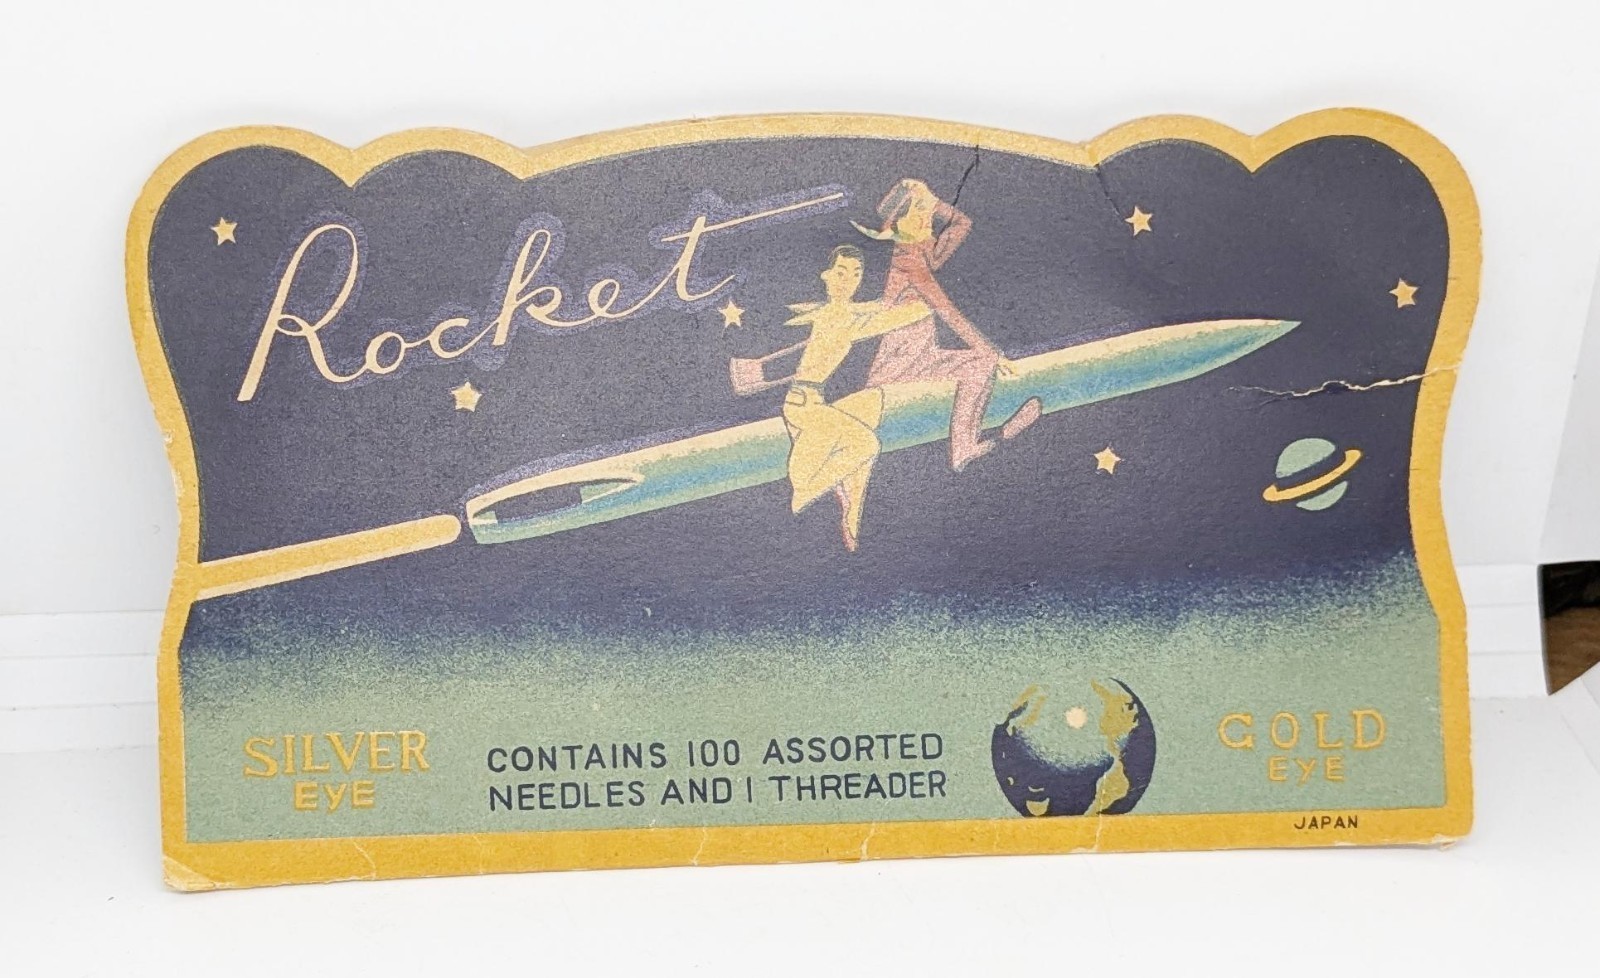 Rocket
SILVER
EYE
CONTAINS 100 ASSORTED
NEEDLES AND 1 THREADER
GOLD
EYE
JAPAN